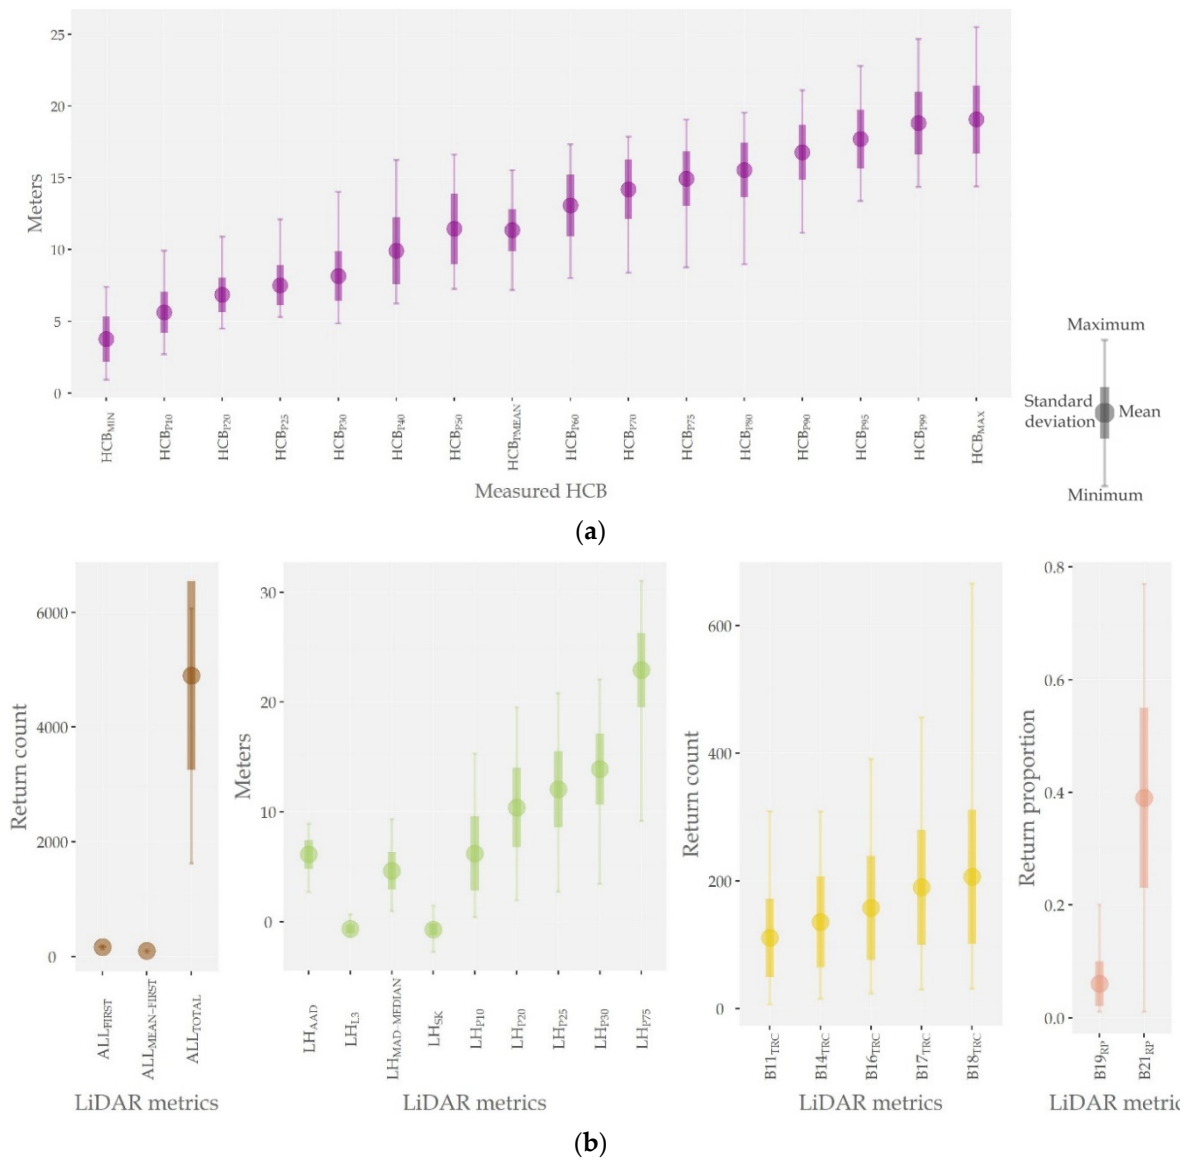 25
20
15
10
5
0
Meters
HCBMIN
HCBP10
HCBP20
HCBP25
HCBP30
HCBP40
HCBP50
HCBPMEAN
HCBP60
HCBP70
HCBP75
HCBP80
HCBP90
HCBP95
HCBP99
HCBMAX
Measured HCB
Maximum
Standard
deviation
Mean
Minimum
(a)
6000
4000
2000
0
Return count
ALLFIRST
ALLMEAN-FIRST
ALLTOTAL
LiDAR metrics
30
20
10
0
Meters
LHAAD
LHL3
LHMAD-MEDIAN
LHSK
LHP10
LHP20
LHP25
LHP30
LHP75
LiDAR metrics
600
400
200
0
Return count
B11TRC
B14TRC
B16TRC
B17TRC
B18TRC
LiDAR metrics
0.8
0.6
0.4
0.2
0.0
Return proportion
B19RP
B21RP
LiDAR metric
(b)